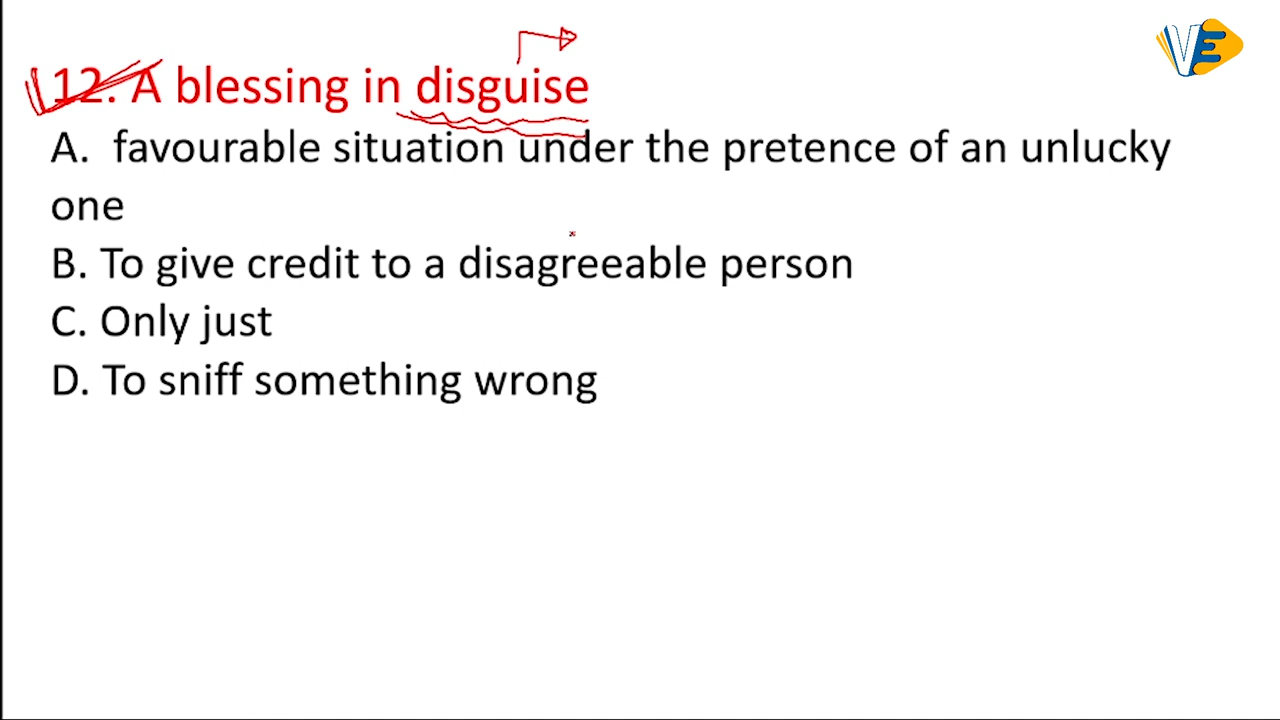 VE
12. A blessing in disguise
A. favourable situation under the pretence of an unlucky
one
B. To give credit to a disagreeable person
C. Only just
D. To sniff something wrong